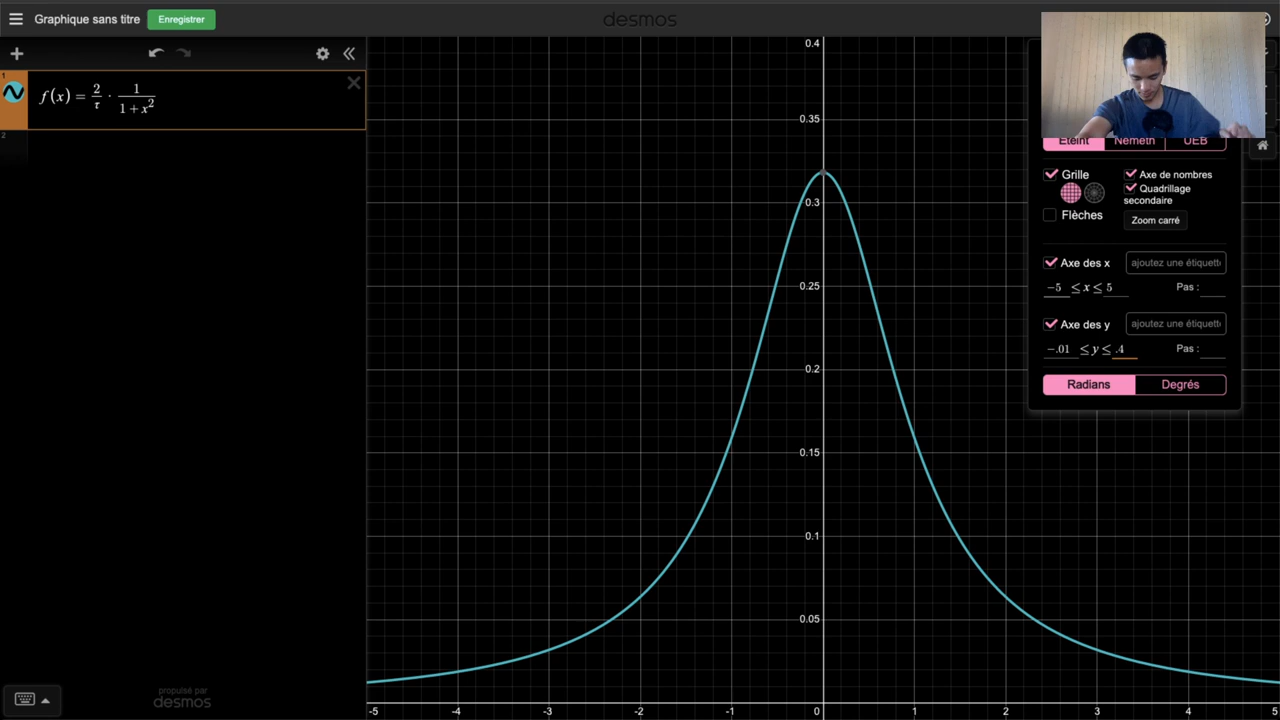 Graphique sans titre
Enregistrer
desmos
1
f(x) = 2/τ · 1/(1+x²)
2
propulsé par
desmos
0.4
0.35
0.3
0.25
0.2
0.15
0.1
0.05
-5 -4 -3 -2 -1 0 1 2 3 4 5
Éteint Nemeth UEB
Grille
Axe de nombres
Quadrillage
secondaire
Flèches
Zoom carré
Axe des x
ajoutez une étiquett
−5 ≤ x ≤ 5 Pas :
Axe des y
ajoutez une étiquett
−.01 ≤ y ≤ .4 Pas :
Radians Degrés